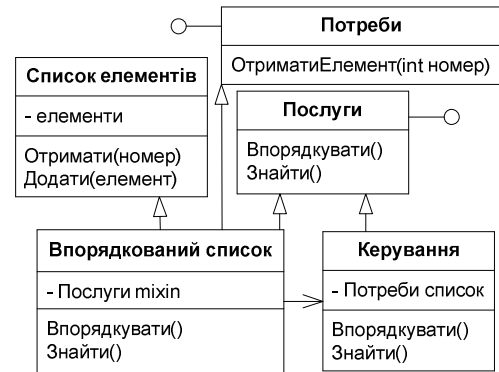 Потреби
ОтриматиЕлемент(int номер)
Список елементів
- елементи
Отримати(номер)
Додати(елемент)
Послуги
Впорядкувати()
Знайти()
Впорядкований список
- Послуги mixin
Впорядкувати()
Знайти()
Керування
- Потреби список
Впорядкувати()
Знайти()